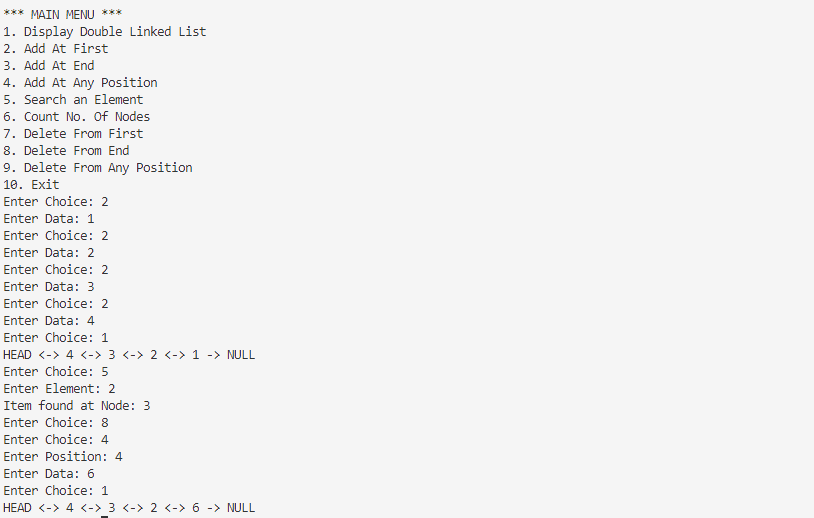 *** MAIN MENU ***
1. Display Double Linked List
2. Add At First
3. Add At End
4. Add At Any Position
5. Search an Element
6. Count No. Of Nodes
7. Delete From First
8. Delete From End
9. Delete From Any Position
10. Exit
Enter Choice: 2
Enter Data: 1
Enter Choice: 2
Enter Data: 2
Enter Choice: 2
Enter Data: 3
Enter Choice: 2
Enter Data: 4
Enter Choice: 1
HEAD <-> 4 <-> 3 <-> 2 <-> 1 -> NULL
Enter Choice: 5
Enter Element: 2
Item found at Node: 3
Enter Choice: 8
Enter Choice: 4
Enter Position: 4
Enter Data: 6
Enter Choice: 1
HEAD <-> 4 <-> 3 <-> 2 <-> 6 -> NULL